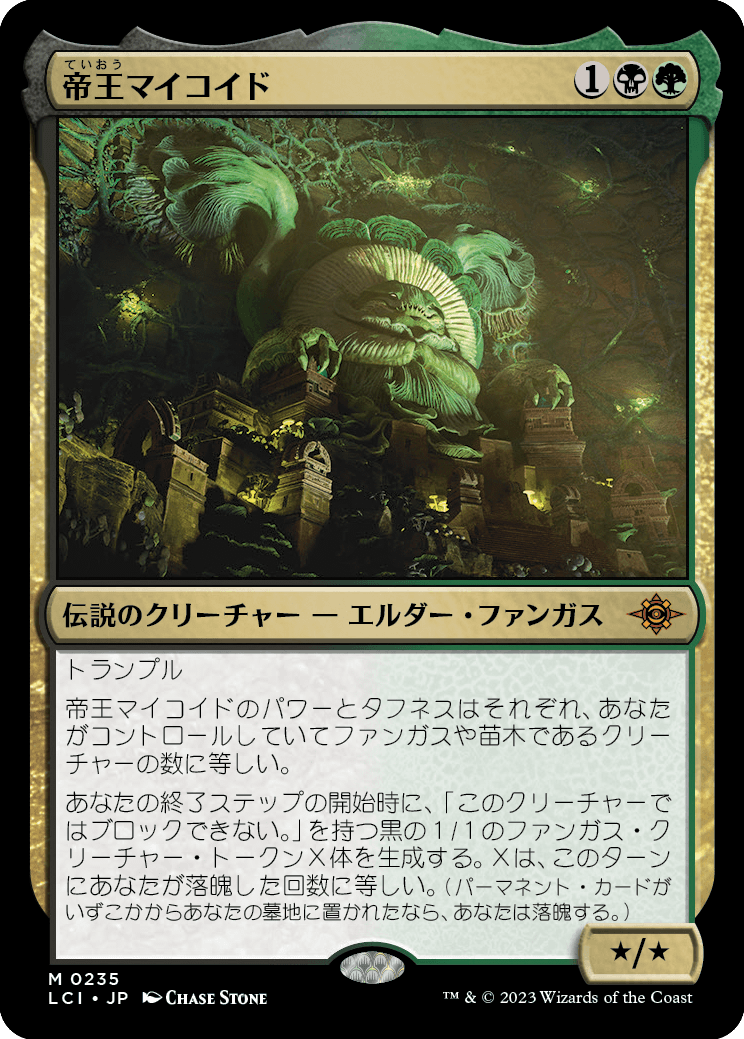 ていおう
帝王マイコイド
1
伝説のクリーチャー — エルダー・ファンガス
トランプル
帝王マイコイドのパワーとタフネスはそれぞれ、あなた
がコントロールしていてファンガスや苗木であるクリー
チャーの数に等しい。
あなたの終了ステップの開始時に、「このクリーチャーで
はブロックできない。」を持つ黒の１/１のファンガス・ク
リーチャー・トークンＸ体を生成する。Ｘは、このターン
にあなたが落魄した回数に等しい。（パーマネント・カードが
いずこかからあなたの墓地に置かれたなら、あなたは落魄する。）
★/★
M 0235
LCI • JP Chase Stone
™ & © 2023 Wizards of the Coast